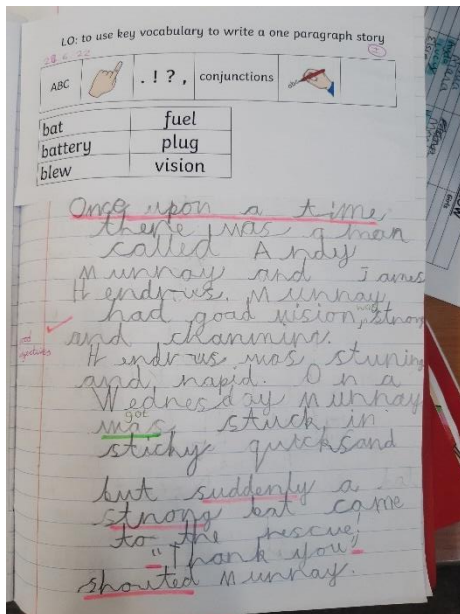 LO: to use key vocabulary to write a one paragraph story
ABC . ! ? , conjunctions
bat fuel
battery plug
blew vision
Once upon a time
there was a man
called Andy
Murray and James
Hendrus. Murray
had good vision, was strong
and charming.
Hendrus was stuning
and rapid. On a
Wednesday Murray
got
was stuck in
sticky quicksand
but suddenly a
strong bat came
to the rescue!
"Thank you"
shouted Murray.